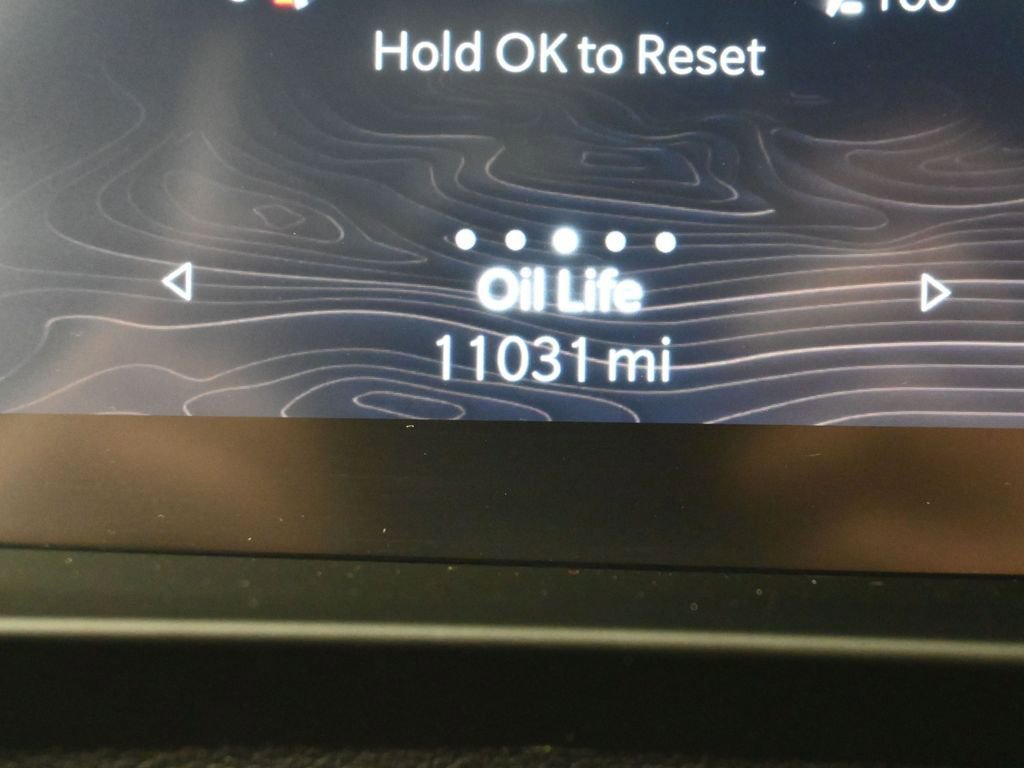 Hold OK to Reset
Oil Life
11031 mi